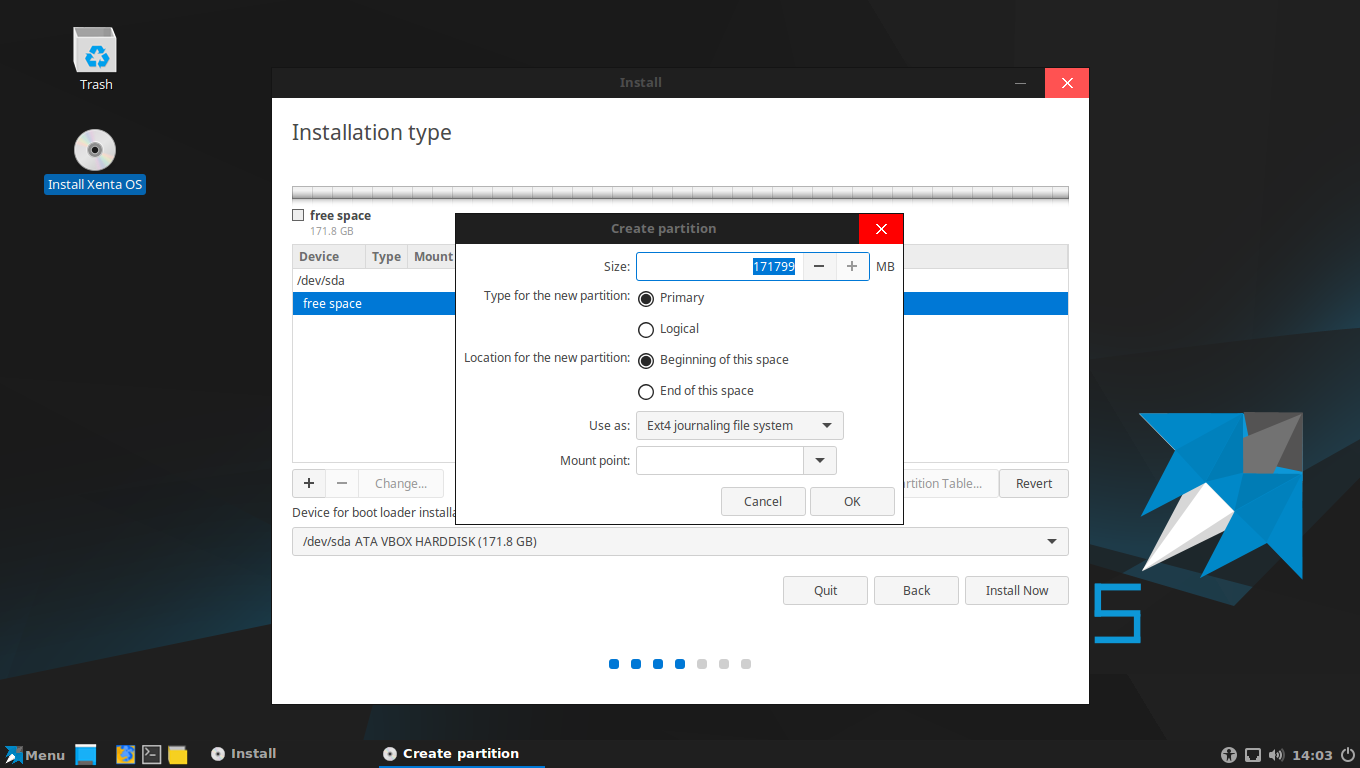 Trash
Install Xenta OS
Install
Installation type
free space
171.8 GB
Device Type Mount
/dev/sda
free space
Create partition
Size: 171799 MB
Type for the new partition: Primary
Logical
Location for the new partition: Beginning of this space
End of this space
Use as: Ext4 journaling file system
Mount point:
Cancel OK
+ − Change... rtition Table... Revert
Device for boot loader installa
/dev/sda ATA VBOX HARDDISK (171.8 GB)
Quit Back Install Now
S
Menu Install Create partition 14:03